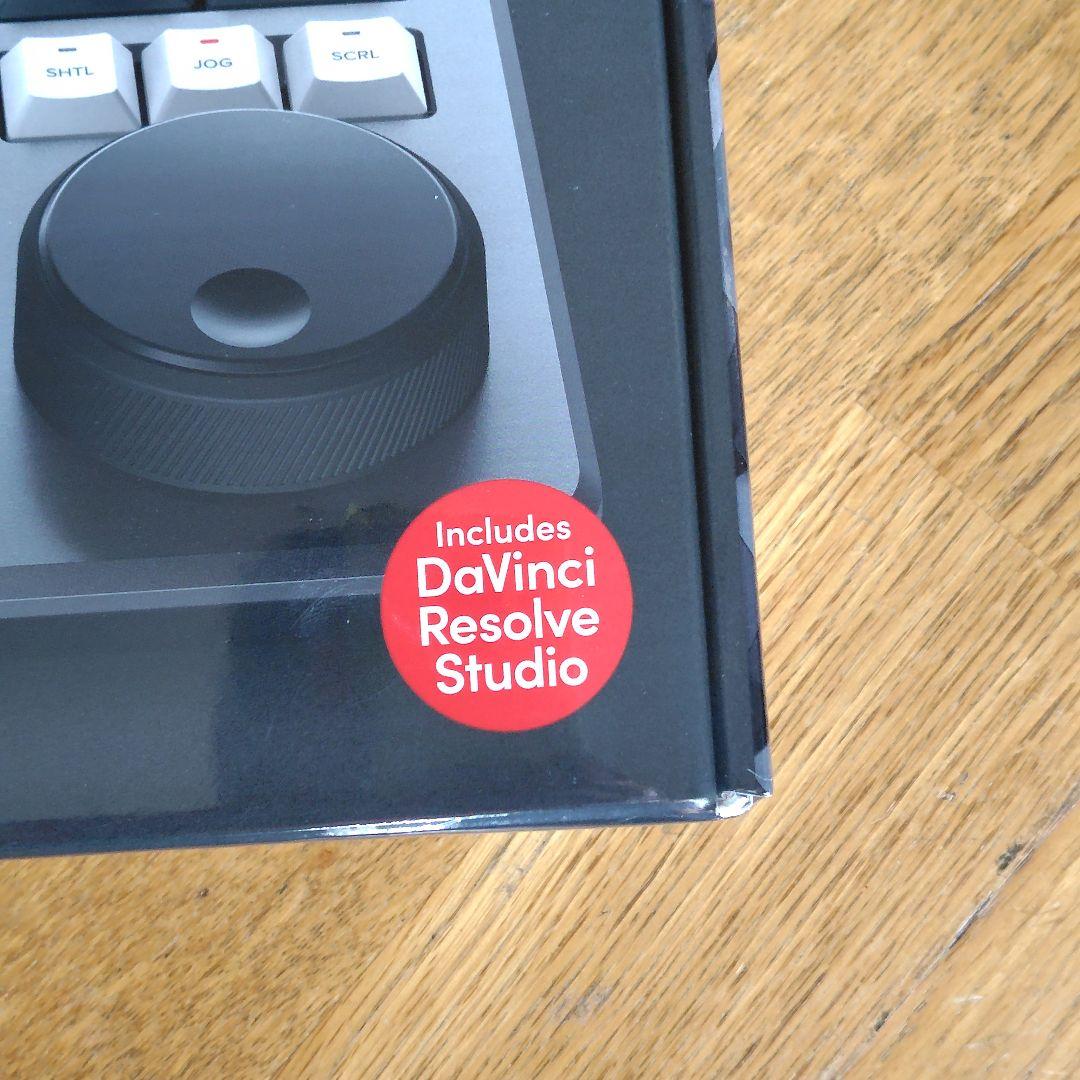 SHTL
JOG
SCRL
Includes
DaVinci
Resolve
Studio